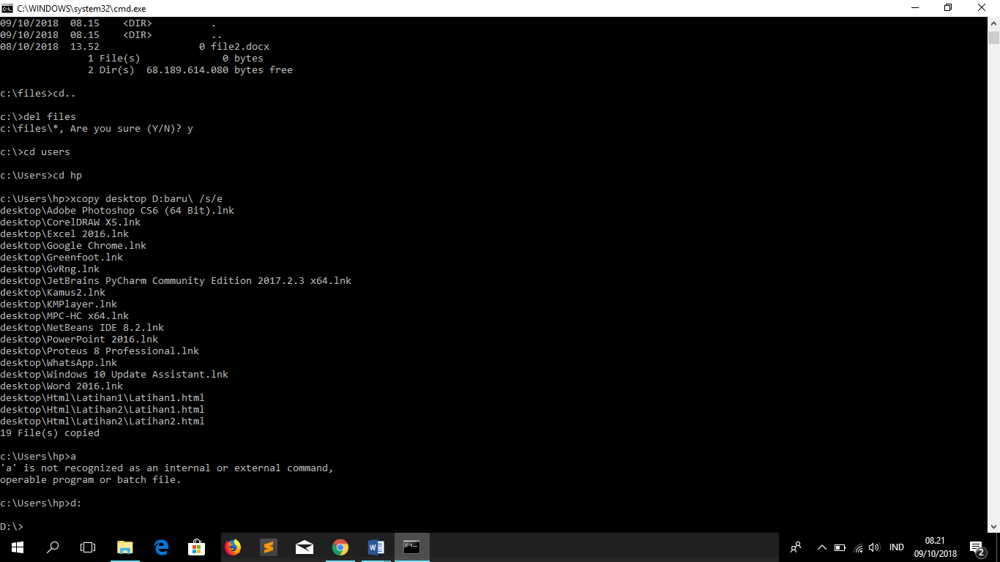 C:\WINDOWS\system32\cmd.exe
09/10/2018  08.15    <DIR>          .
09/10/2018  08.15    <DIR>          ..
08/10/2018  13.52                 0 file2.docx
               1 File(s)              0 bytes
               2 Dir(s)  68.189.614.080 bytes free
c:\files>cd..
c:\>del files
c:\files\*, Are you sure (Y/N)? y
c:\>cd users
c:\Users>cd hp
c:\Users\hp>xcopy desktop D:baru\ /s/e
desktop\Adobe Photoshop CS6 (64 Bit).lnk
desktop\CorelDRAW X5.lnk
desktop\Excel 2016.lnk
desktop\Google Chrome.lnk
desktop\Greenfoot.lnk
desktop\GvRng.lnk
desktop\JetBrains PyCharm Community Edition 2017.2.3 x64.lnk
desktop\Kamus2.lnk
desktop\KMPlayer.lnk
desktop\MPC-HC x64.lnk
desktop\NetBeans IDE 8.2.lnk
desktop\PowerPoint 2016.lnk
desktop\Proteus 8 Professional.lnk
desktop\WhatsApp.lnk
desktop\Windows 10 Update Assistant.lnk
desktop\Word 2016.lnk
desktop\Html\Latihan1\Latihan1.html
desktop\Html\Latihan2\Latihan1.html
desktop\Html\Latihan2\Latihan2.html
19 File(s) copied
c:\Users\hp>a
'a' is not recognized as an internal or external command,
operable program or batch file.
c:\Users\hp>d:
D:\>
IND
08.21
09/10/2018
2